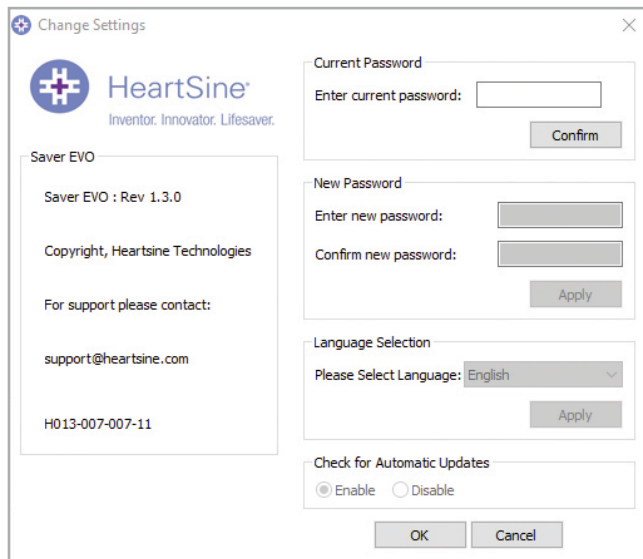 Change Settings
HeartSine®
Inventor. Innovator. Lifesaver.
Saver EVO
Saver EVO : Rev 1.3.0
Copyright, Heartsine Technologies
For support please contact:
support@heartsine.com
H013-007-007-11
Current Password
Enter current password:
Confirm
New Password
Enter new password:
Confirm new password:
Apply
Language Selection
Please Select Language: English
Apply
Check for Automatic Updates
Enable Disable
OK Cancel